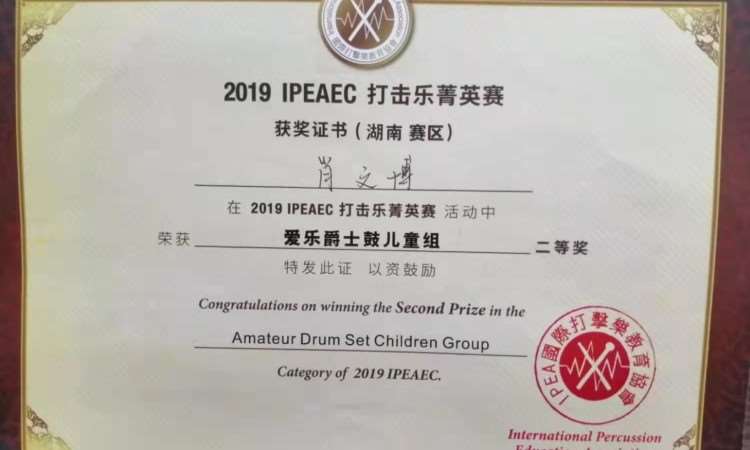 2019 IPEAEC 打击乐菁英赛
获奖证书（湖南 赛区）
肖文博
在 2019 IPEAEC 打击乐菁英赛 活动中
荣获 爱乐爵士鼓儿童组 二等奖
特发此证 以资鼓励
Congratulations on winning the Second Prize in the
Amateur Drum Set Children Group
Category of 2019 IPEAEC.
IPEA國際打擊樂教育協會
International Percussion